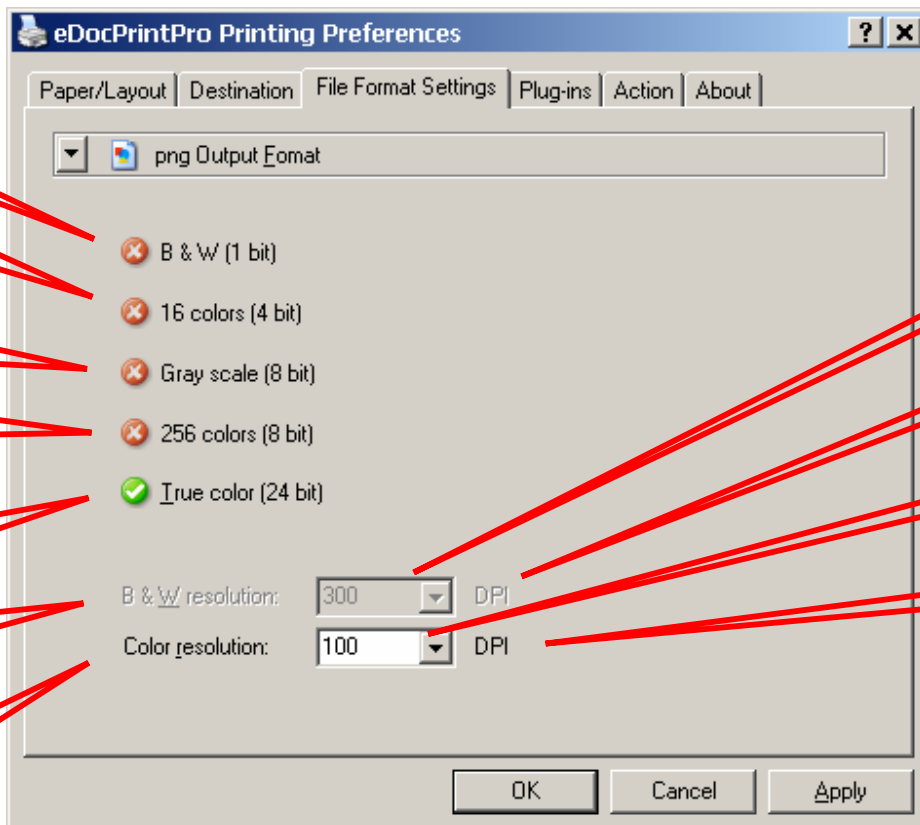 eDocPrintPro Printing Preferences
Paper/Layout Destination File Format Settings Plug-ins Action About
png Output Fomat
B & W (1 bit)
16 colors (4 bit)
Gray scale (8 bit)
256 colors (8 bit)
True color (24 bit)
B & W resolution: 300 DPI
Color resolution: 100 DPI
OK Cancel Apply